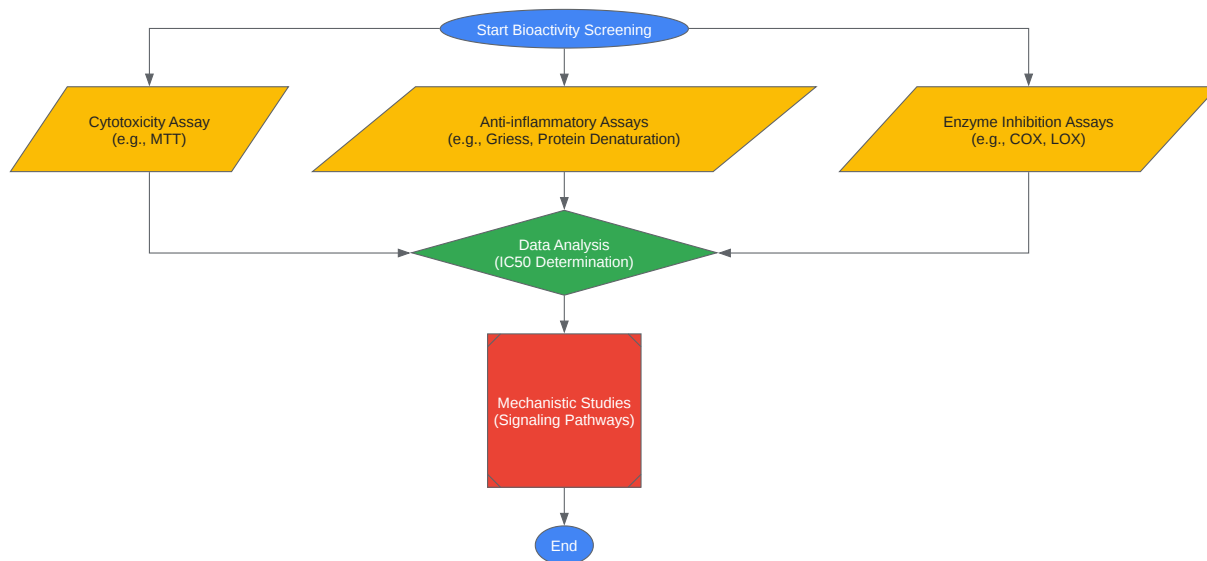 Start Bioactivity Screening
Cytotoxicity Assay
(e.g., MTT)
Anti-inflammatory Assays
(e.g., Griess, Protein Denaturation)
Enzyme Inhibition Assays
(e.g., COX, LOX)
Data Analysis
(IC50 Determination)
Mechanistic Studies
(Signaling Pathways)
End